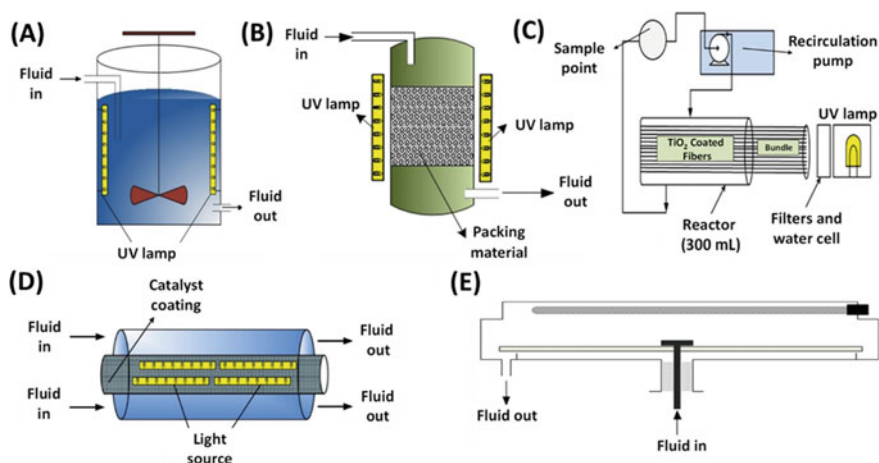 (A)
Fluid
in
Fluid
out
UV lamp
(B)
Fluid
in
UV lamp
UV lamp
Fluid
out
Packing
material
(C)
Sample
point
Recirculation
pump
UV lamp
TiO2 Coated
Fibers
Bundle
Reactor
(300 mL)
Filters and
water cell
(D)
Catalyst
coating
Fluid
in
Fluid
out
Fluid
in
Fluid
out
Light
source
(E)
Fluid out
Fluid in